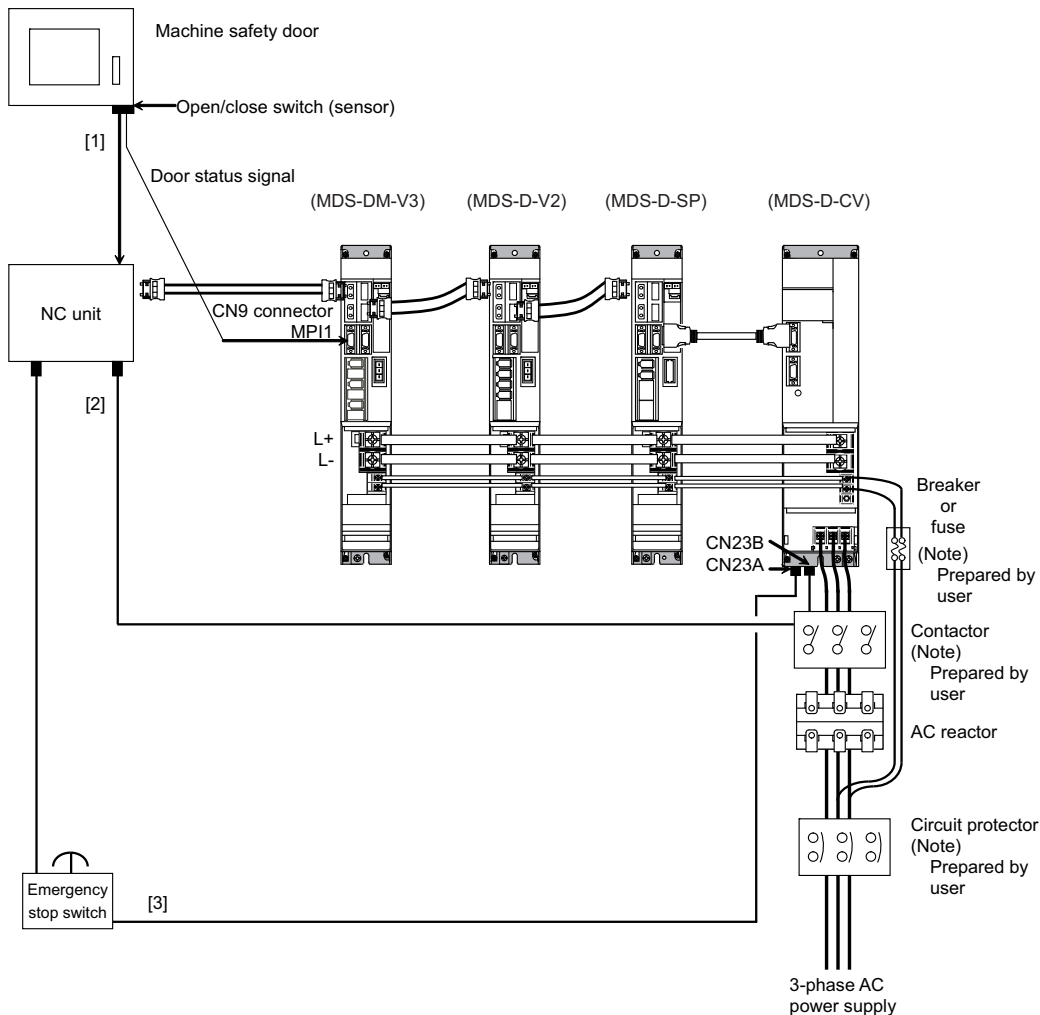 Machine safety door
Open/close switch (sensor)
[1]
Door status signal
(MDS-DM-V3)
(MDS-D-V2)
(MDS-D-SP)
(MDS-D-CV)
NC unit
CN9 connector
MPI1
[2]
L+
L-
Breaker
or
fuse
(Note)
Prepared by
user
CN23B
CN23A
Contactor
(Note)
Prepared by
user
AC reactor
Circuit protector
(Note)
Prepared by
user
Emergency
stop switch
[3]
3-phase AC
power supply